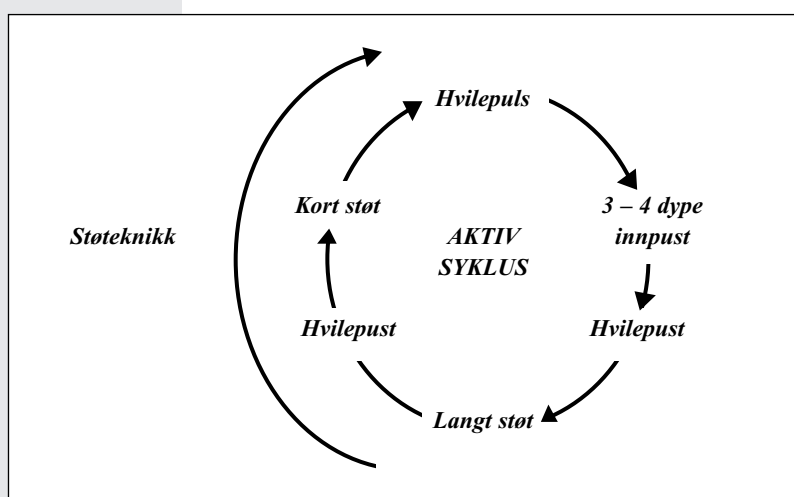 Hvilepuls
Kort støt
3 – 4 dype
innpust
Støteknikk
AKTIV
SYKLUS
Hvilepust
Hvilepust
Langt støt